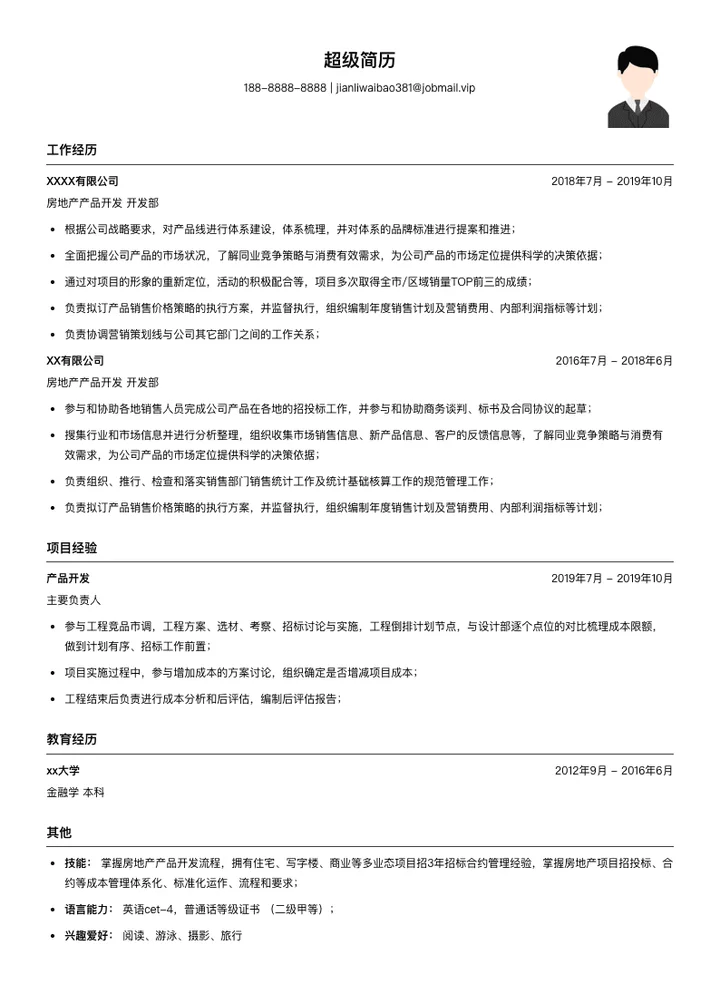 超级简历
188-8888-8888 | jianliwaibao381@jobmail.vip
工作经历
XXXX有限公司 2018年7月 – 2019年10月
房地产产品开发 开发部
• 根据公司战略要求，对产品线进行体系建设，体系梳理，并对体系的品牌标准进行提案和推进；
• 全面把握公司产品的市场状况，了解同业竞争策略与消费有效需求，为公司产品的市场定位提供科学的决策依据；
• 通过对项目的形象的重新定位，活动的积极配合等，项目多次取得全市/区域销量TOP前三的成绩；
• 负责拟订产品销售价格策略的执行方案，并监督执行，组织编制年度销售计划及营销费用、内部利润指标等计划；
• 负责协调营销策划线与公司其它部门之间的工作关系；
XX有限公司 2016年7月 – 2018年6月
房地产产品开发 开发部
• 参与和协助各地销售人员完成公司产品在各地的招投标工作，并参与和协助商务谈判、标书及合同协议的起草；
• 搜集行业和市场信息并进行分析整理，组织收集市场销售信息、新产品信息、客户的反馈信息等，了解同业竞争策略与消费有
效需求，为公司产品的市场定位提供科学的决策依据；
• 负责组织、推行、检查和落实销售部门销售统计工作及统计基础核算工作的规范管理工作；
• 负责拟订产品销售价格策略的执行方案，并监督执行，组织编制年度销售计划及营销费用、内部利润指标等计划；
项目经验
产品开发 2019年7月 – 2019年10月
主要负责人
• 参与工程竞品市调，工程方案、选材、考察、招标讨论与实施，工程倒排计划节点，与设计部逐个点位的对比梳理成本限额，
做到计划有序、招标工作前置；
• 项目实施过程中，参与增加成本的方案讨论，组织确定是否增减项目成本；
• 工程结束后负责进行成本分析和后评估，编制后评估报告；
教育经历
xx大学 2012年9月 – 2016年6月
金融学 本科
其他
• 技能： 掌握房地产产品开发流程，拥有住宅、写字楼、商业等多业态项目招3年招标合约管理经验，掌握房地产项目招投标、合
约等成本管理体系化、标准化运作、流程和要求；
• 语言能力： 英语cet-4，普通话等级证书 （二级甲等）；
• 兴趣爱好： 阅读、游泳、摄影、旅行